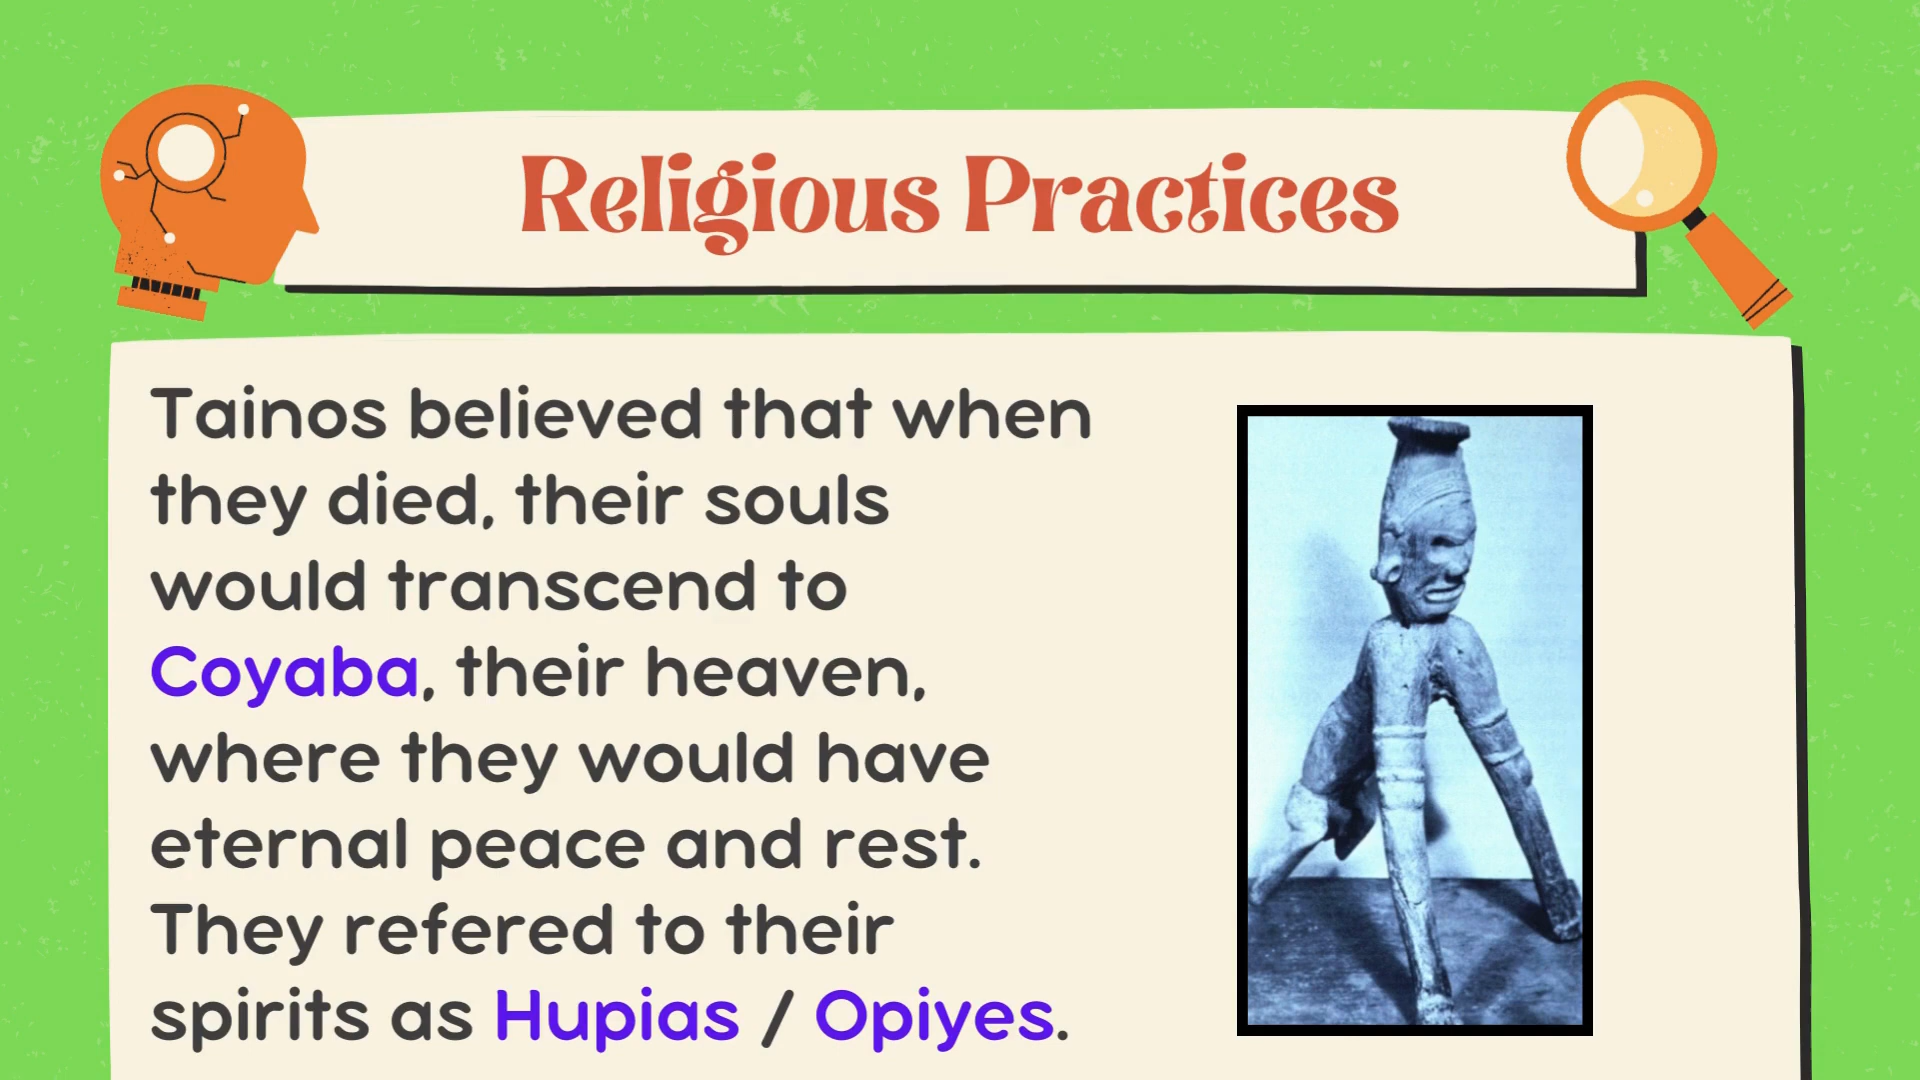 Religious Practices
Tainos believed that when
they died, their souls
would transcend to
Coyaba, their heaven,
where they would have
eternal peace and rest.
They refered to their
spirits as Hupias / Opiyes.